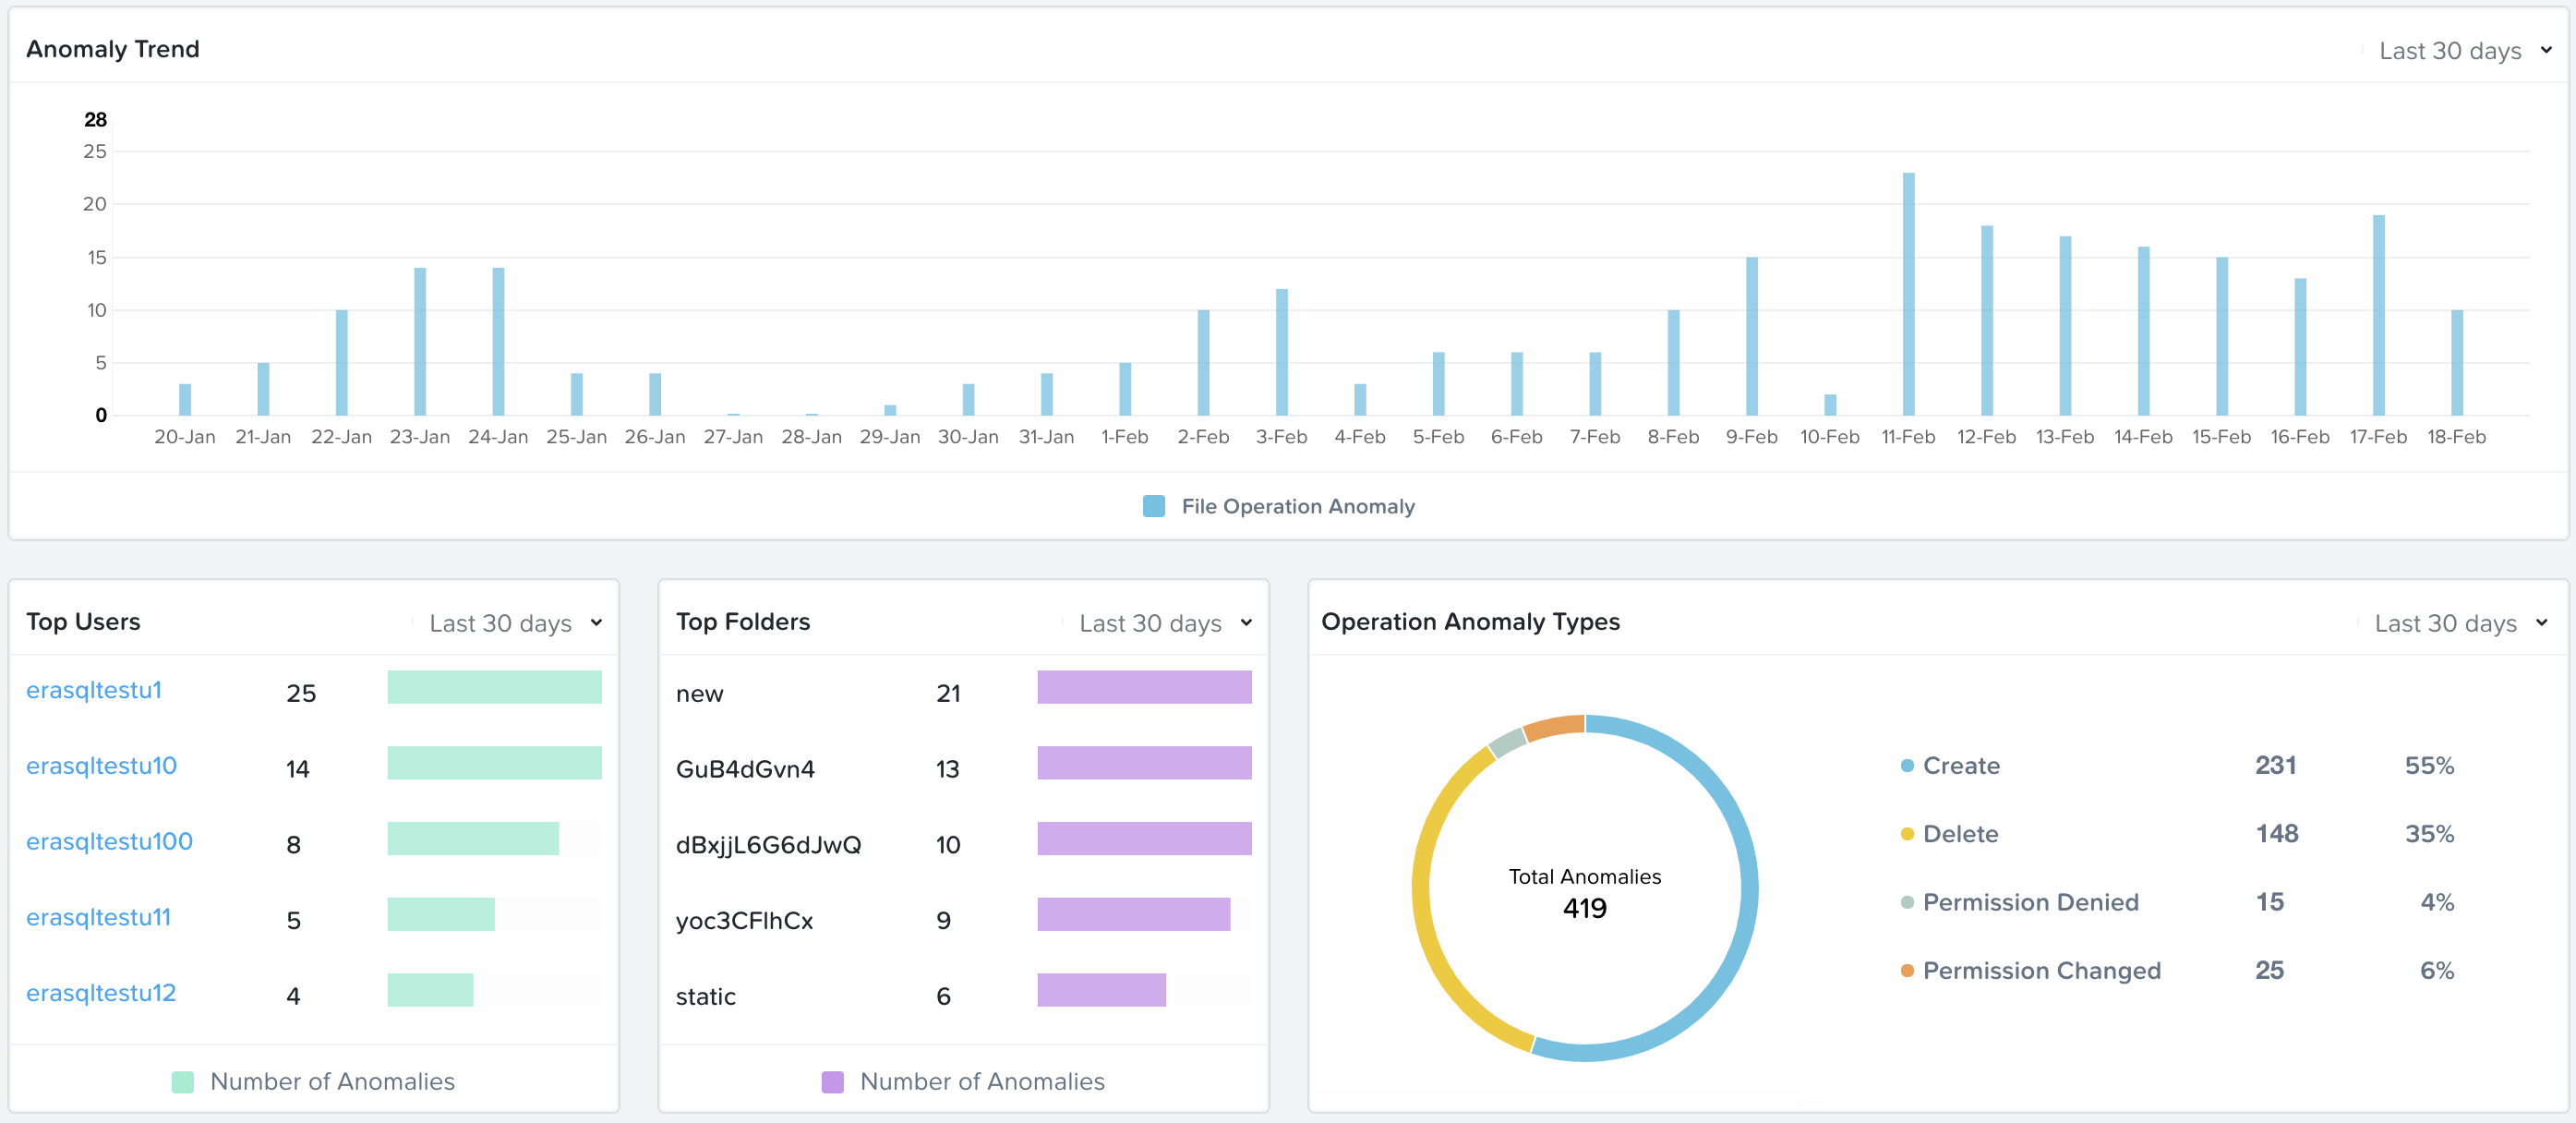 Anomaly Trend
Last 30 days
28
25
20
15
10
5
0
20-Jan 21-Jan 22-Jan 23-Jan 24-Jan 25-Jan 26-Jan 27-Jan 28-Jan 29-Jan 30-Jan 31-Jan 1-Feb 2-Feb 3-Feb 4-Feb 5-Feb 6-Feb 7-Feb 8-Feb 9-Feb 10-Feb 11-Feb 12-Feb 13-Feb 14-Feb 15-Feb 16-Feb 17-Feb 18-Feb
File Operation Anomaly
Top Users
Last 30 days
erasqltestu1 25
erasqltestu10 14
erasqltestu100 8
erasqltestu11 5
erasqltestu12 4
Number of Anomalies
Top Folders
Last 30 days
new 21
GuB4dGvn4 13
dBxjjL6G6dJwQ 10
yoc3CFlhCx 9
static 6
Number of Anomalies
Operation Anomaly Types
Last 30 days
Total Anomalies
419
Create 231 55%
Delete 148 35%
Permission Denied 15 4%
Permission Changed 25 6%